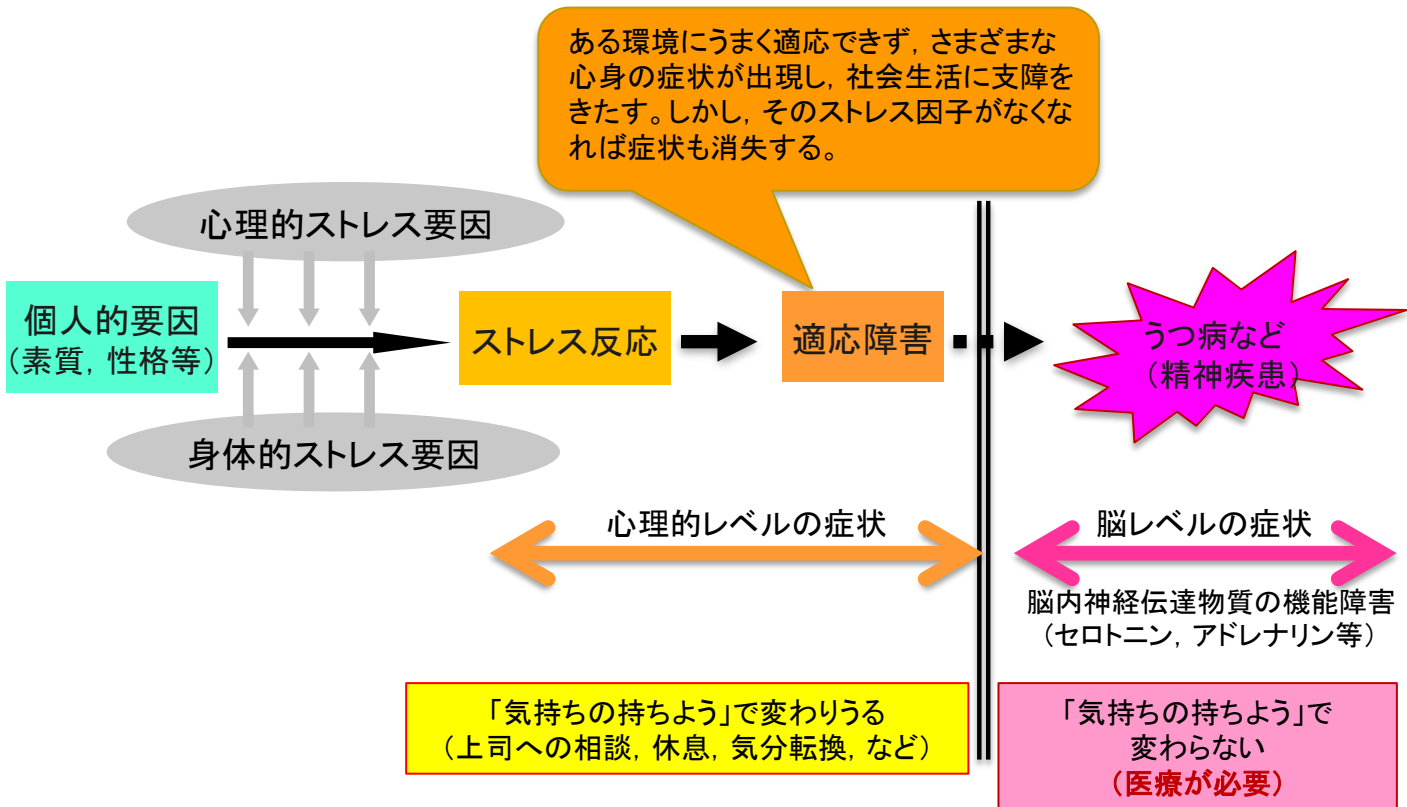 ある環境にうまく適応できず, さまざまな
心身の症状が出現し, 社会生活に支障を
きたす。しかし, そのストレス因子がなくな
れば症状も消失する。
心理的ストレス要因
個人的要因
(素質, 性格等)
ストレス反応
適応障害
うつ病など
(精神疾患)
身体的ストレス要因
心理的レベルの症状
脳レベルの症状
脳内神経伝達物質の機能障害
(セロトニン, アドレナリン等)
「気持ちの持ちよう」で変わりうる
(上司への相談, 休息, 気分転換, など)
「気持ちの持ちよう」で
変わらない
(医療が必要)